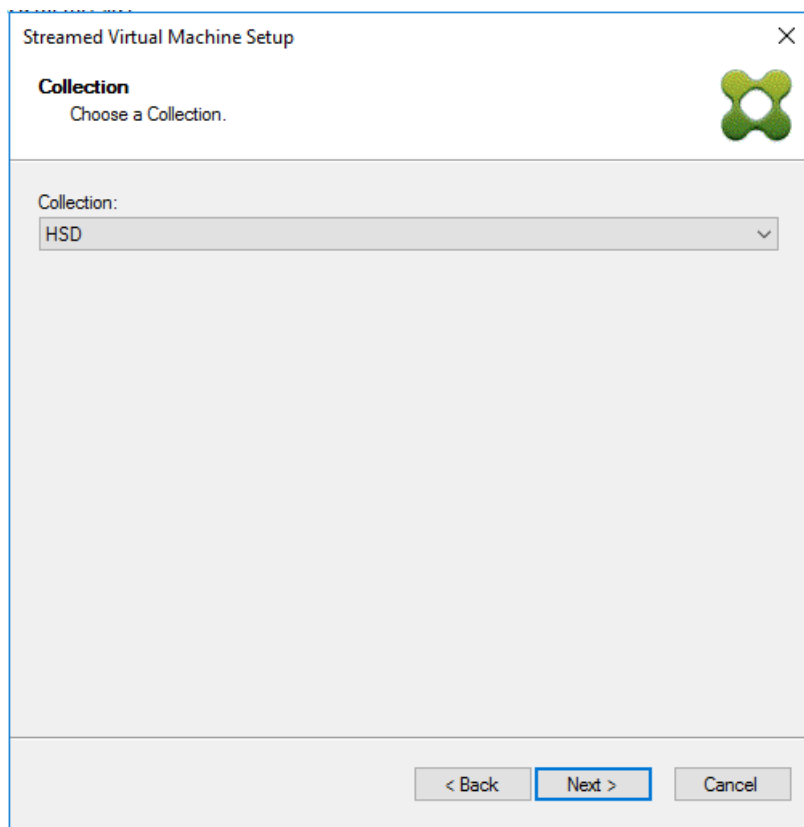 Streamed Virtual Machine Setup
Collection
Choose a Collection.
Collection:
HSD
< Back
Next >
Cancel